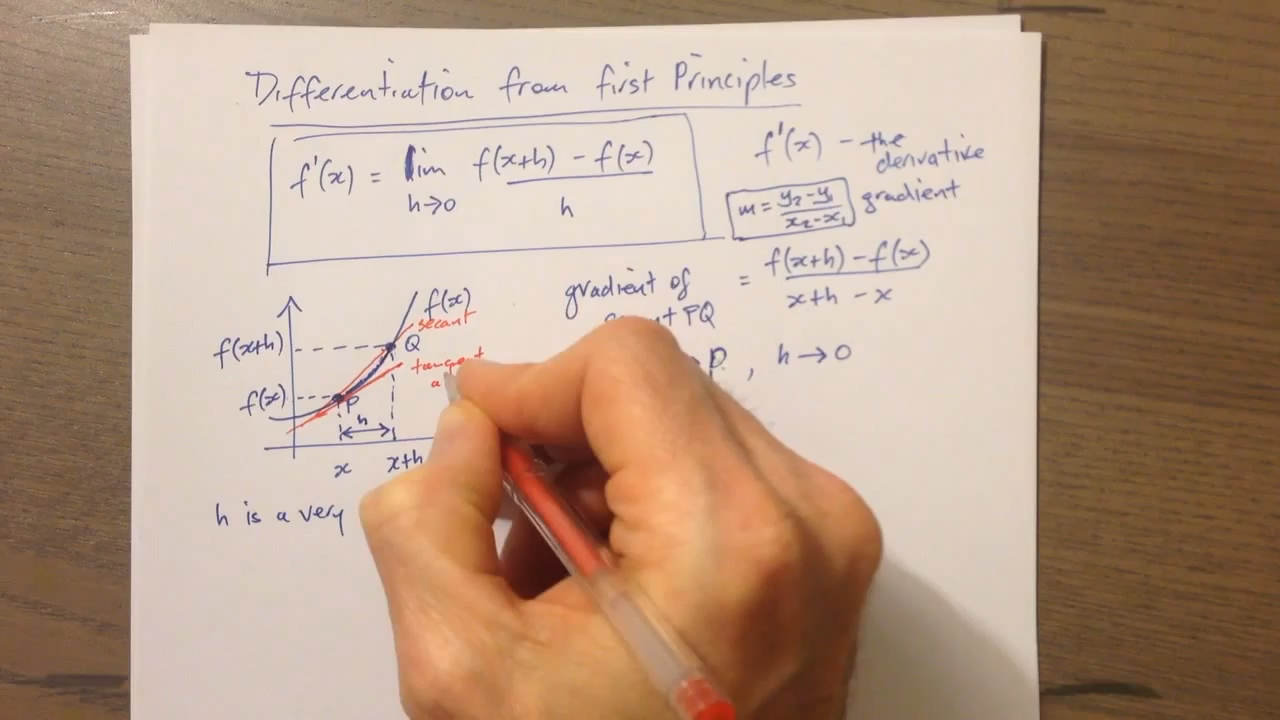 Differentiation from first Principles
f'(x) = lim h→0 f(x+h) - f(x) / h
f'(x) - the derivative
gradient
m = y₂-y₁ / x₂-x₁
gradient of PQ = f(x+h) - f(x) / x+h - x
P, h→0
f(x)
secant
f(x+h)
Q
tangent
a
f(x)
P
h
x
x+h
h is a very